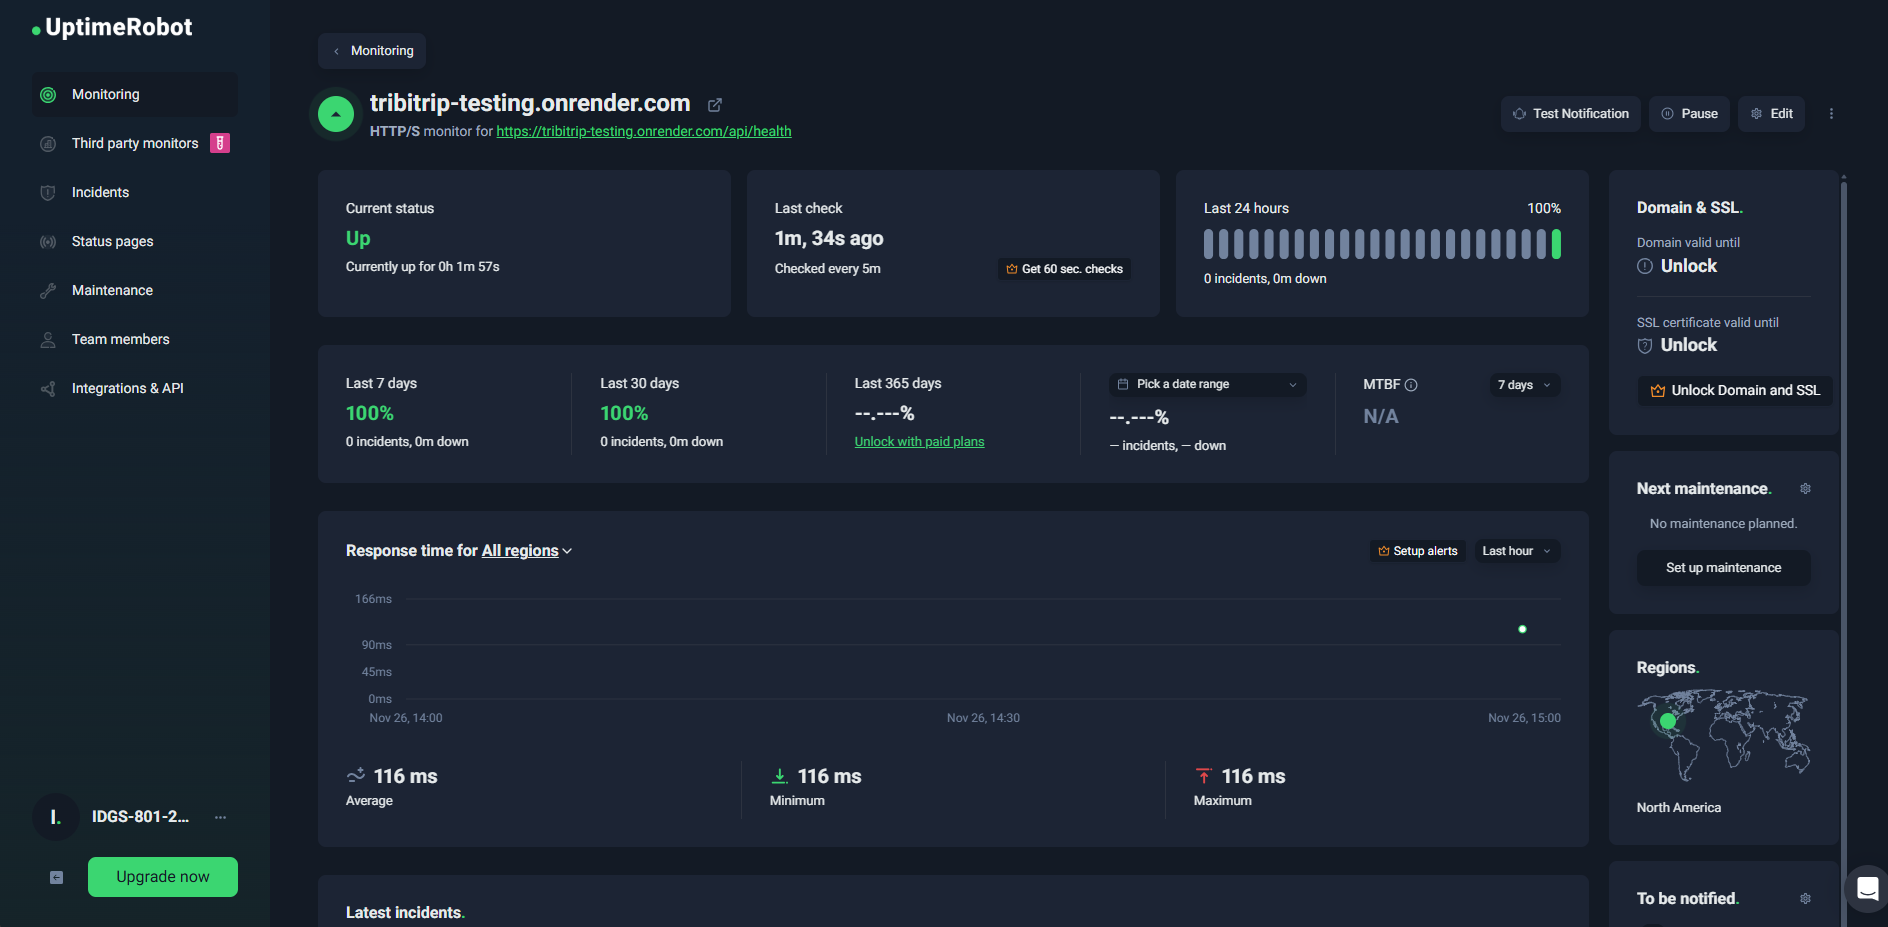 UptimeRobot
Monitoring
Third party monitors
Incidents
Status pages
Maintenance
Team members
Integrations & API
I.
IDGS-801-2...
Upgrade now
Monitoring
tribitrip-testing.onrender.com
HTTP/S monitor for https://tribitrip-testing.onrender.com/api/health
Test Notification
Pause
Edit
Current status
Up
Currently up for 0h 1m 57s
Last check
1m, 34s ago
Checked every 5m
Get 60 sec. checks
Last 24 hours
100%
0 incidents, 0m down
Last 7 days
100%
0 incidents, 0m down
Last 30 days
100%
0 incidents, 0m down
Last 365 days
--.---%
Unlock with paid plans
Pick a date range
--.---%
— incidents, — down
MTBF
7 days
N/A
Response time for All regions
Setup alerts
Last hour
166ms
90ms
45ms
0ms
Nov 26, 14:00
Nov 26, 14:30
Nov 26, 15:00
116 ms
Average
116 ms
Minimum
116 ms
Maximum
Latest incidents.
Domain & SSL.
Domain valid until
Unlock
SSL certificate valid until
Unlock
Unlock Domain and SSL
Next maintenance.
No maintenance planned.
Set up maintenance
Regions.
North America
To be notified.